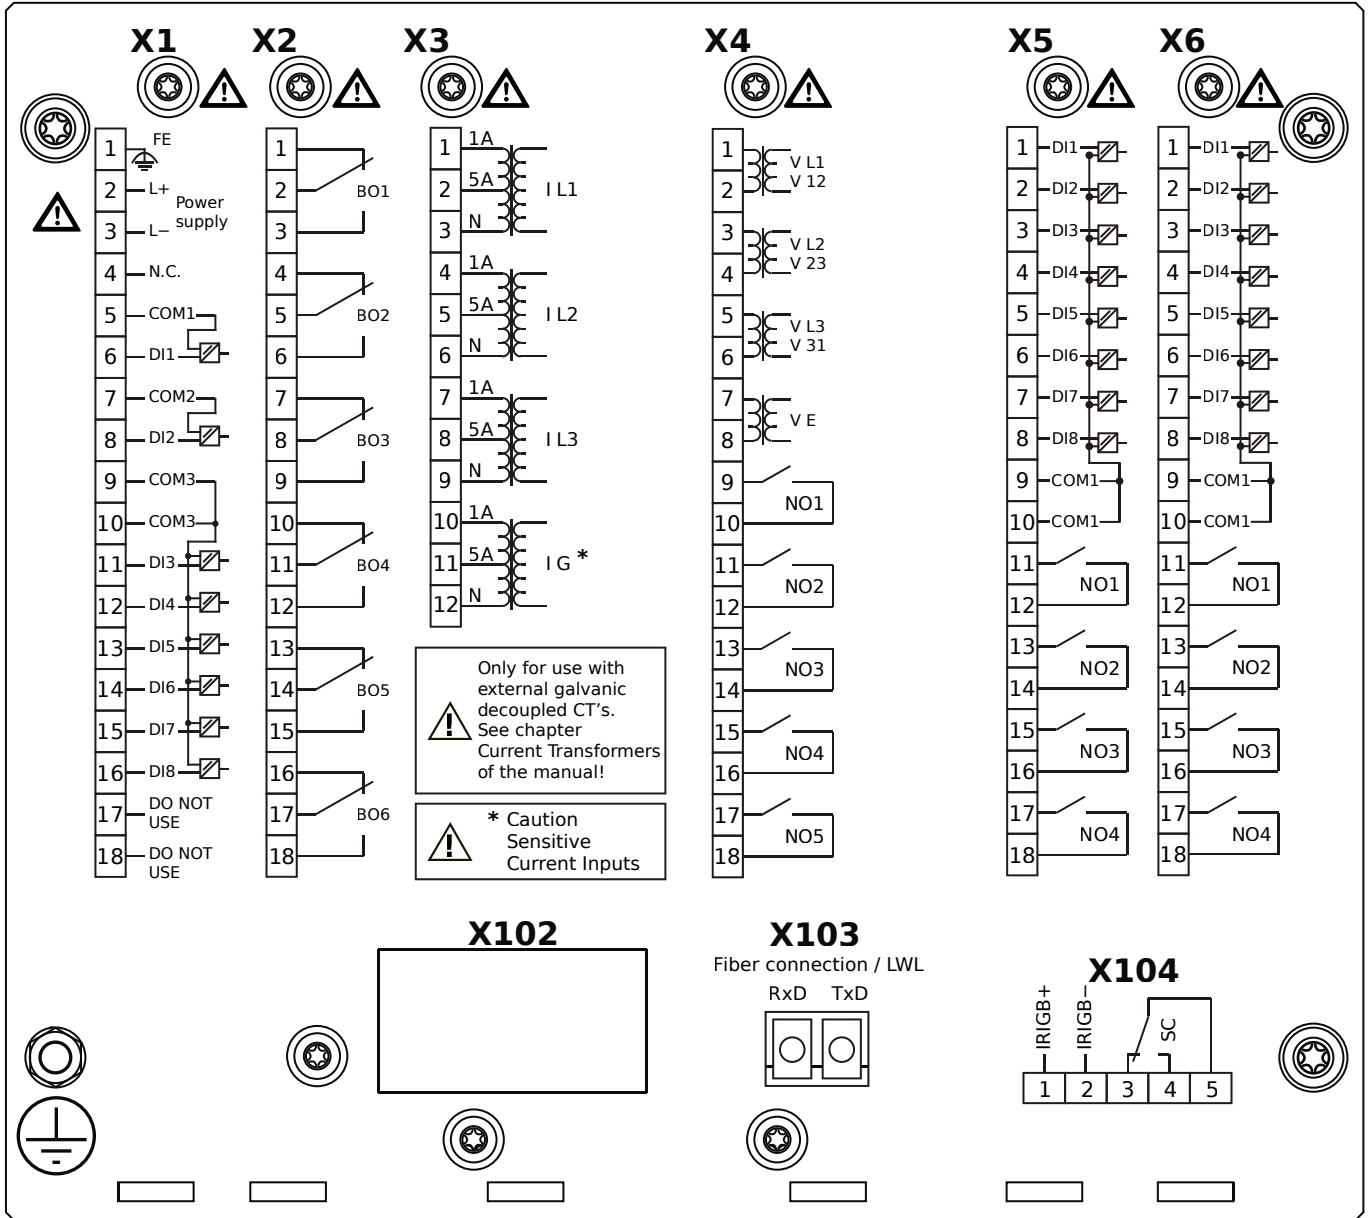 X1
X2
X3
X4
X5
X6
1 FE
2 L+
Power
supply
3 L−
4 N.C.
5 COM1
6 DI1
7 COM2
8 DI2
9 COM3
10 COM3
11 DI3
12 DI4
13 DI5
14 DI6
15 DI7
16 DI8
17 DO NOT
USE
18 DO NOT
USE
1
2 BO1
3
4
5 BO2
6
7
8 BO3
9
10
11 BO4
12
13
14 BO5
15
16
17 BO6
18
1 1A
2 5A I L1
3 N
4 1A
5 5A I L2
6 N
7 1A
8 5A I L3
9 N
10 1A
11 5A I G *
12 N
Only for use with
external galvanic
decoupled CT's.
See chapter
Current Transformers
of the manual!
* Caution
Sensitive
Current Inputs
1 V L1
2 V 12
3 V L2
4 V 23
5 V L3
6 V 31
7
V E
8
9
NO1
10
11
NO2
12
13
NO3
14
15
NO4
16
17
NO5
18
1 DI1
2 DI2
3 DI3
4 DI4
5 DI5
6 DI6
7 DI7
8 DI8
9 COM1
10 COM1
11
NO1
12
13
NO2
14
15
NO3
16
17
NO4
18
1 DI1
2 DI2
3 DI3
4 DI4
5 DI5
6 DI6
7 DI7
8 DI8
9 COM1
10 COM1
11
NO1
12
13
NO2
14
15
NO3
16
17
NO4
18
X102
X103
Fiber connection / LWL
RxD TxD
X104
IRIGB+
IRIGB−
SC
1 2 3 4 5